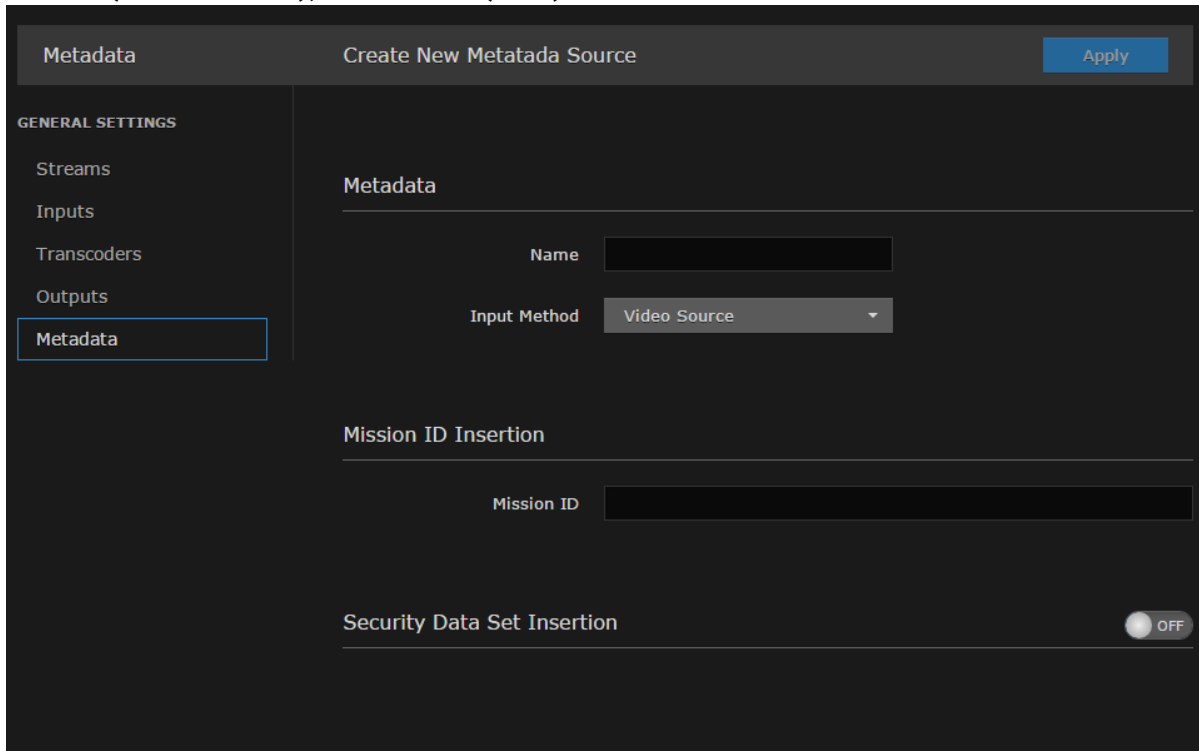 Metadata
Create New Metatada Source
Apply
GENERAL SETTINGS
Streams
Inputs
Transcoders
Outputs
Metadata
Metadata
Name
Input Method
Video Source
Mission ID Insertion
Mission ID
Security Data Set Insertion
OFF